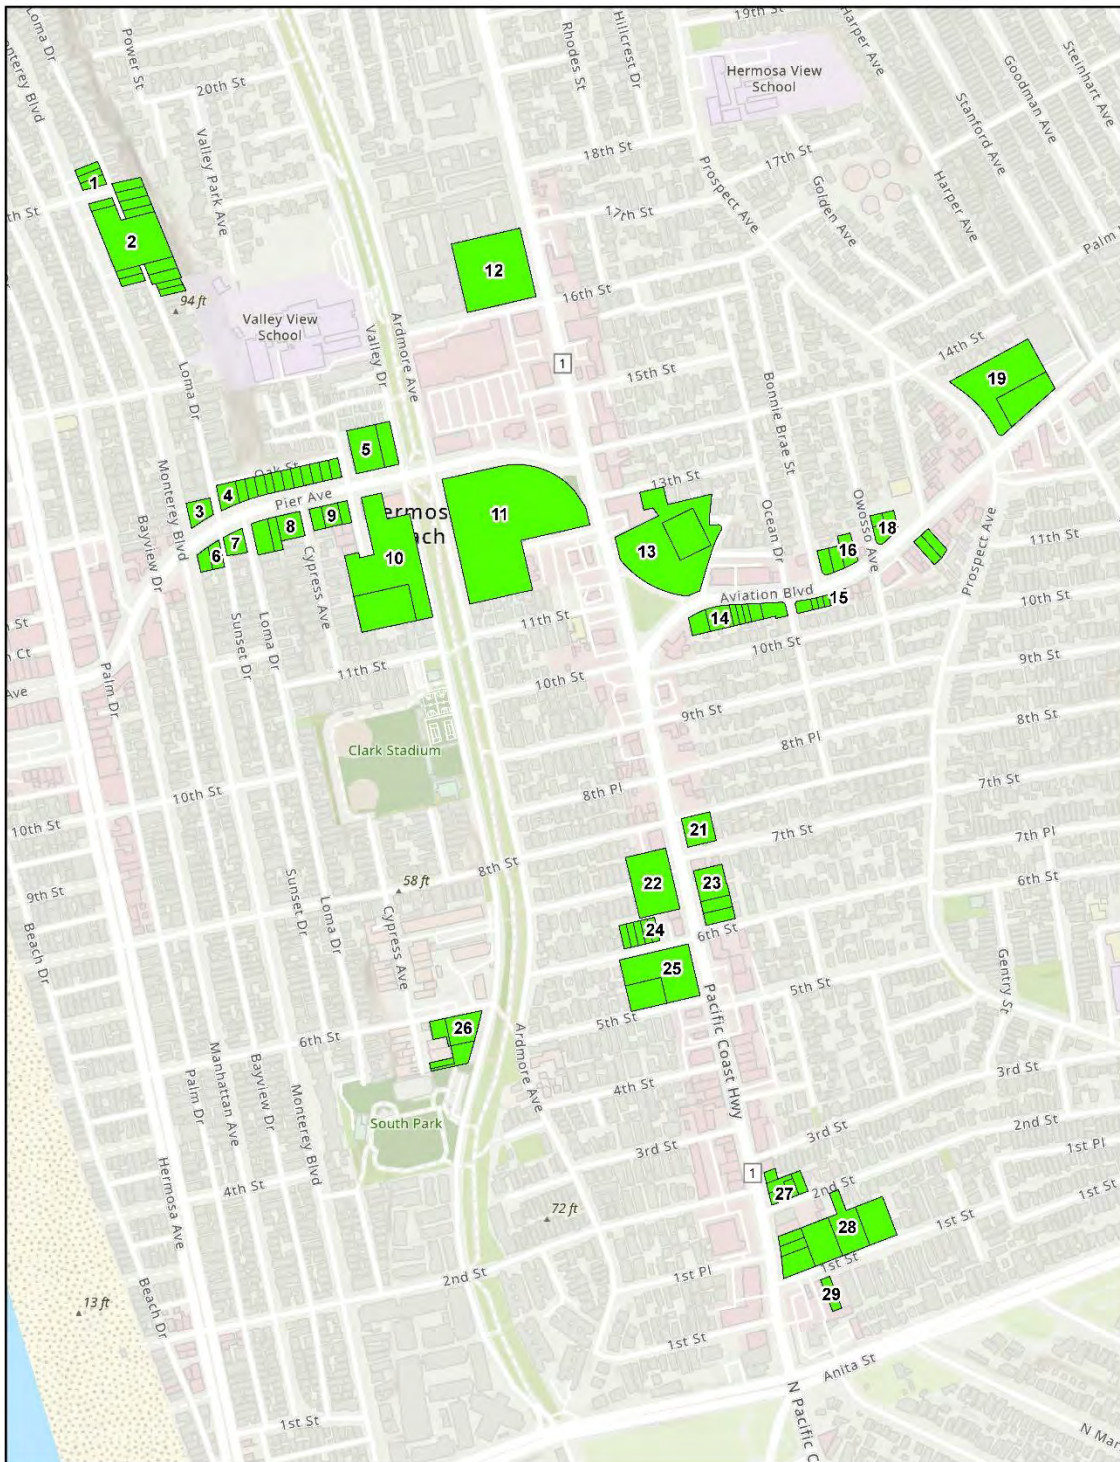 19th St
Loma Dr
Power St
Rhodes St
Hillcrest Dr
Harper Ave
Steinhart Ave
Goodman Ave
Hermosa View
School
20th St
Stanford Ave
Valley Park Ave
18th St
17th St
Prospect Ave
Golden Ave
Harper Ave
1
17th St
2
12
16th St
94 ft
Valley View
School
Valley Dr
Ardmore Ave
1
14th St
15th St
Bonnie Brae St
19
Loma Dr
5
Oak St
4
Pier Ave
13th St
3
11
Monterey Blvd
Bayview Dr
8
9
Ocean Dr
Owosso Ave
18
Prospect Ave
11th St
7
6
10
13
16
Cypress Ave
Aviation Blvd
15
10th St
14
11th St
10th St
Sunset Dr
Loma Dr
11th St
9th St
Palm Dr
10th St
9th St
8th St
8th Pl
Clark Stadium
7th St
8th Pl
10th St
10th St
21
7th St
7th Pl
8th St
58 ft
22
23
6th St
9th St
Sunset Dr
Loma Dr
Cypress Ave
24
6th St
Beach Dr
25
Gentry St
5th St
Pacific Coast Hwy
5th St
26
6th St
Ardmore Ave
Manhattan Ave
Palm Dr
Bayview Dr
Monterey Blvd
4th St
3rd St
South Park
3rd St
2nd St
3rd St
1st Pl
1
4th St
2nd St
27
1st St
Hermosa Ave
72 ft
28
1st St
1st St
2nd St
1st Pl
29
13 ft
Beach Dr
1st St
Anita St
1st St